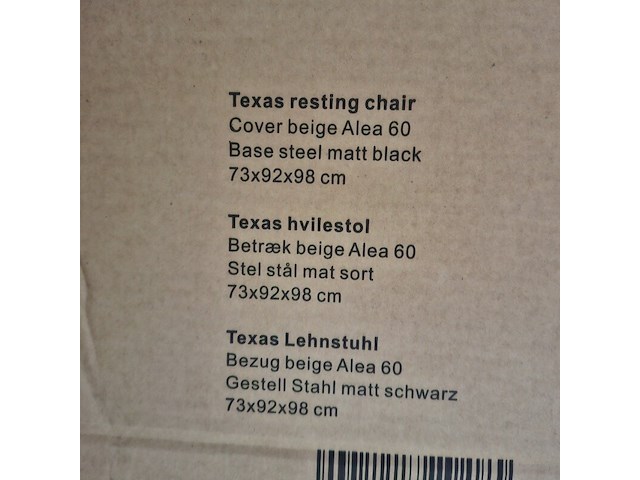 Texas resting chair
Cover beige Alea 60
Base steel matt black
73x92x98 cm
Texas hvilestol
Betræk beige Alea 60
Stel stål mat sort
73x92x98 cm
Texas Lehnstuhl
Bezug beige Alea 60
Gestell Stahl matt schwarz
73x92x98 cm